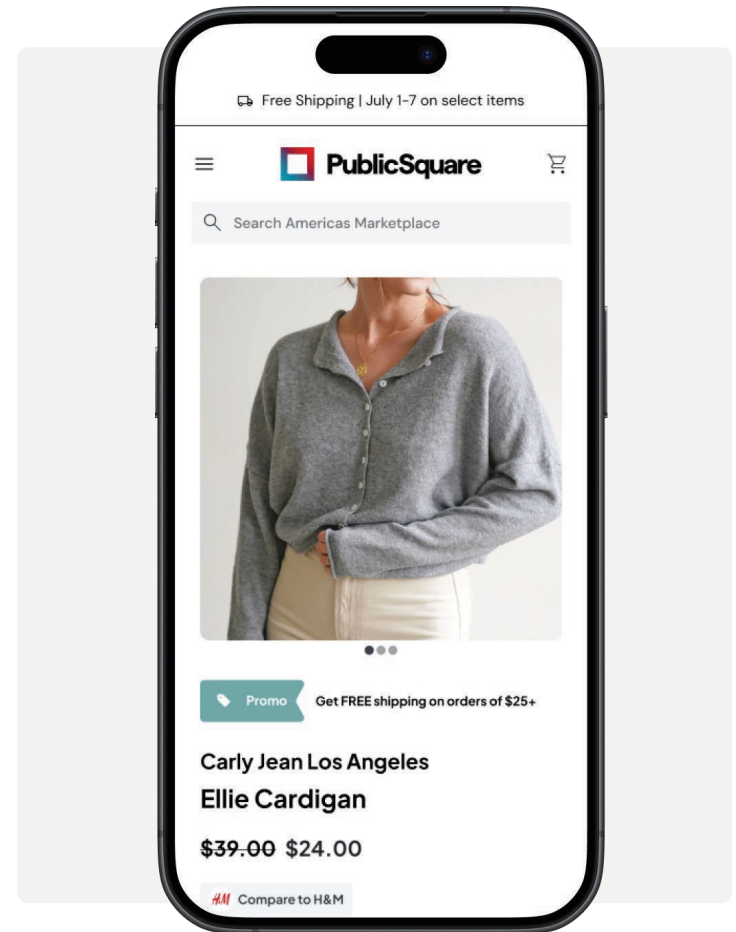 Free Shipping | July 1-7 on select items
PublicSquare
Search Americas Marketplace
Promo
Get FREE shipping on orders of $25+
Carly Jean Los Angeles
Ellie Cardigan
$39.00 $24.00
H&M Compare to H&M